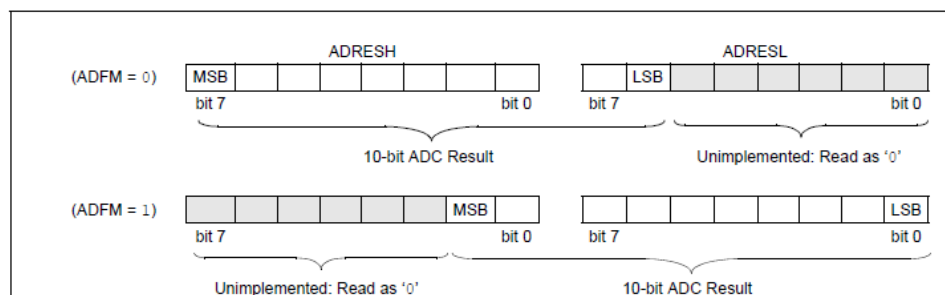 ADRESH ADRESL
(ADFM = 0) MSB LSB
bit 7 bit 0 bit 7 bit 0
10-bit ADC Result Unimplemented: Read as ‘0’
(ADFM = 1) MSB LSB
bit 7 bit 0 bit 7 bit 0
Unimplemented: Read as ‘0’ 10-bit ADC Result